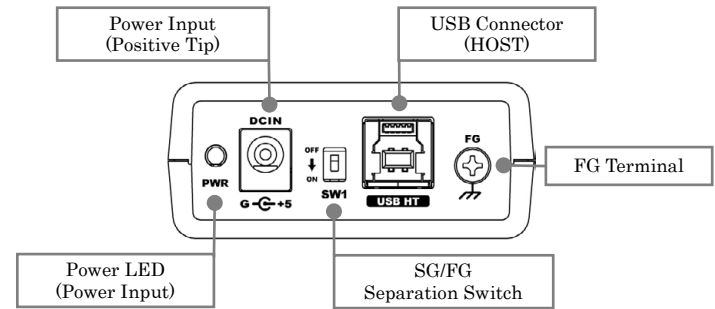 Power Input
(Positive Tip)
USB Connector
(HOST)
DCIN
OFF
ON
PWR
G
+5
SW1
USB HT
FG
FG Terminal
Power LED
(Power Input)
SG/FG
Separation Switch